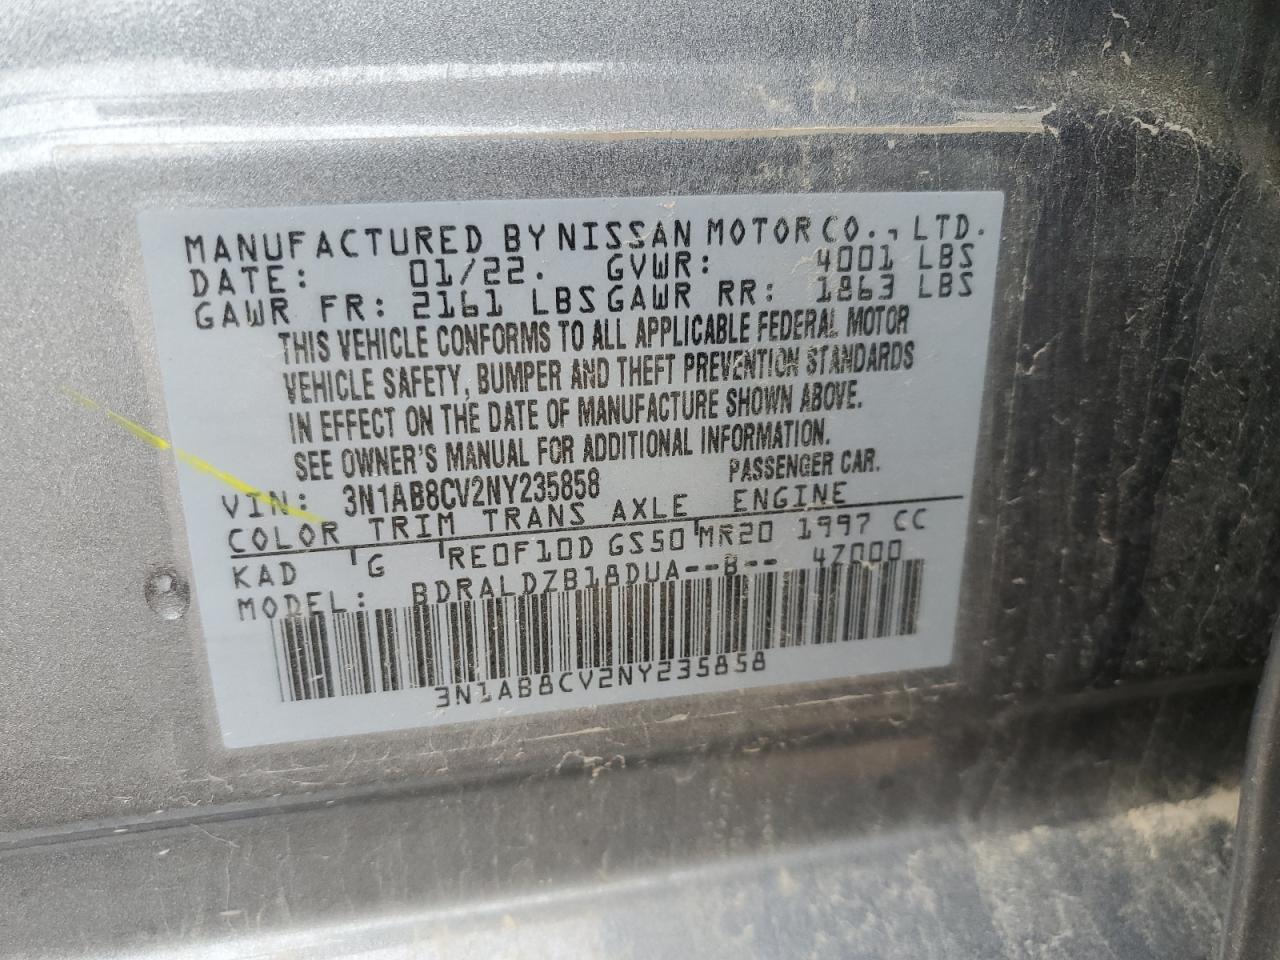 MANUFACTURED BY NISSAN MOTOR CO., LTD.
DATE: 01/22. GVWR: 4001 LBS
GAWR FR: 2161 LBS GAWR RR: 1863 LBS
THIS VEHICLE CONFORMS TO ALL APPLICABLE FEDERAL MOTOR
VEHICLE SAFETY, BUMPER AND THEFT PREVENTION STANDARDS
IN EFFECT ON THE DATE OF MANUFACTURE SHOWN ABOVE.
SEE OWNER'S MANUAL FOR ADDITIONAL INFORMATION.
VIN: 3N1AB8CV2NY235858 PASSENGER CAR.
COLOR TRIM TRANS AXLE ENGINE
KAD G RE0F10D GS50 MR20 1997 CC
MODEL: BDRALDZB18DUA--B-- 4Z000
3N1AB8CV2NY235858